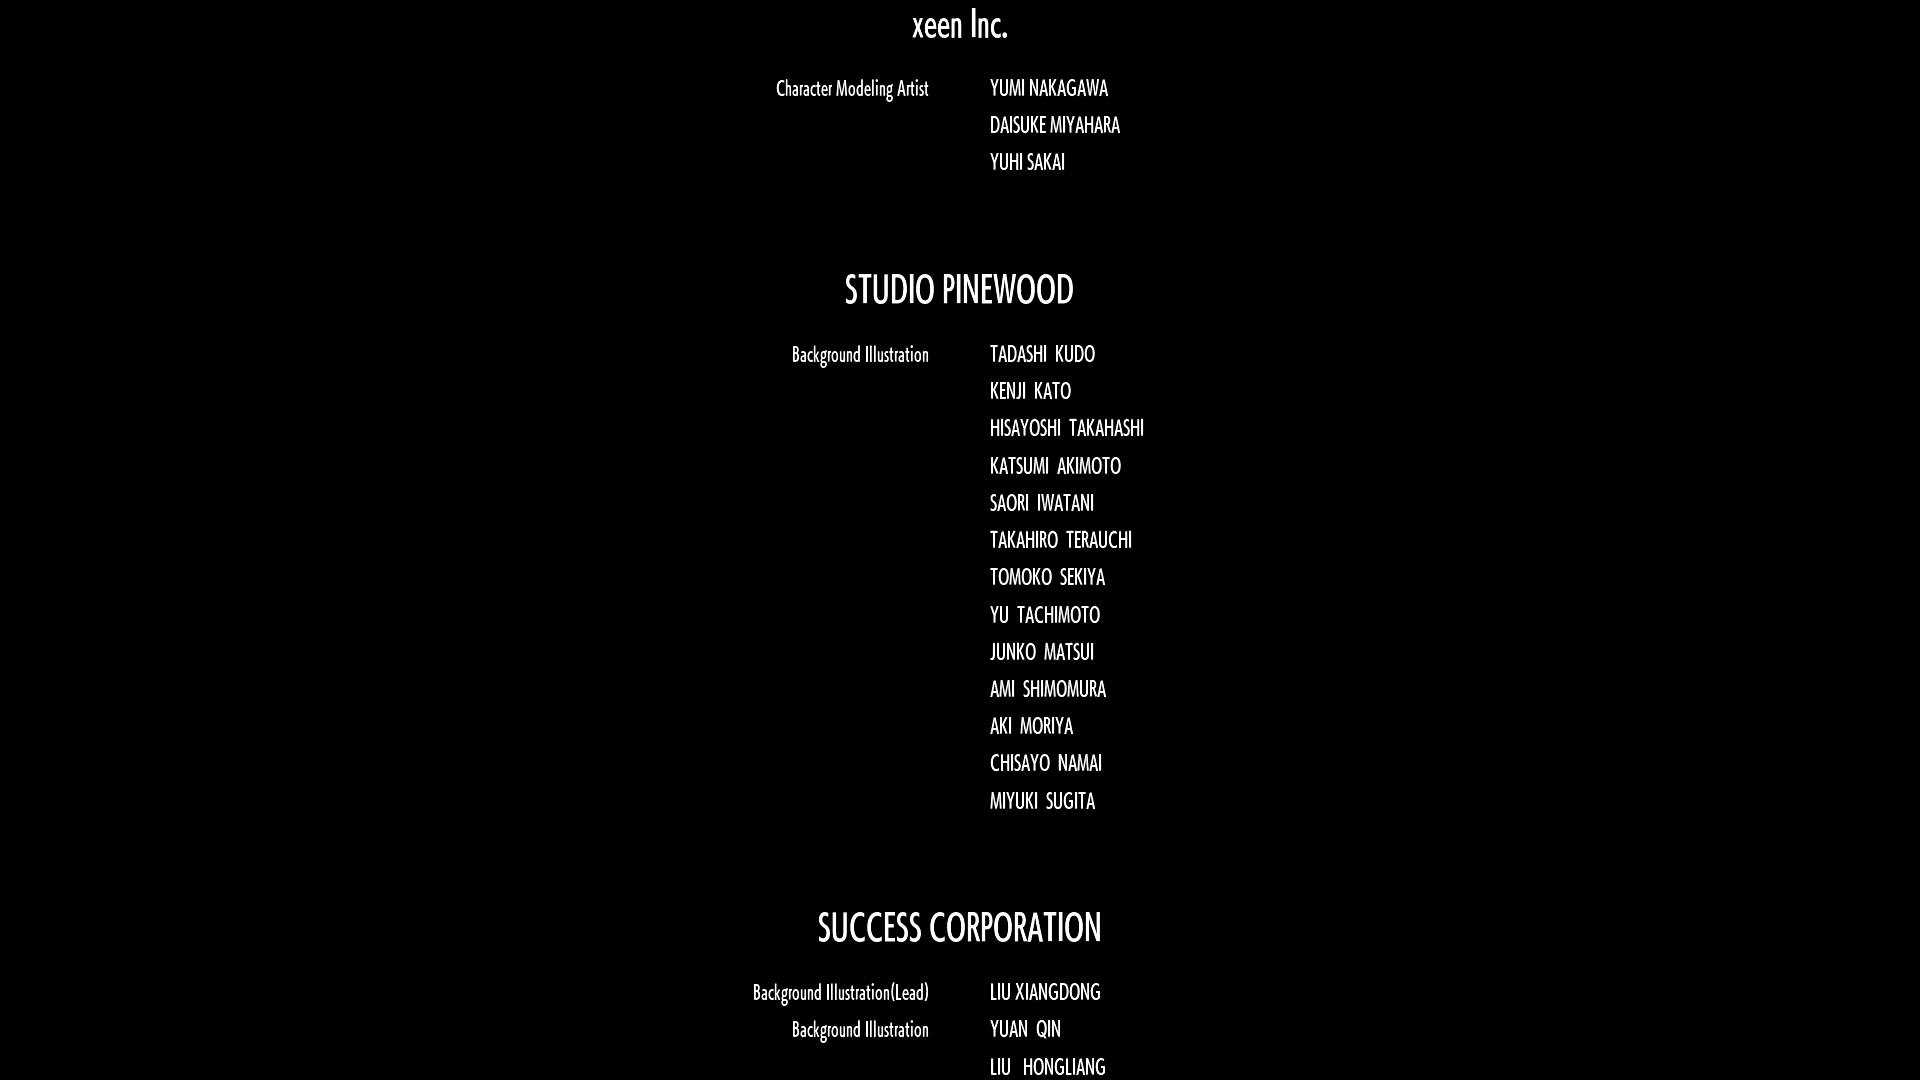 xeen Inc.
Character Modeling Artist YUMI NAKAGAWA
DAISUKE MIYAHARA
YUHI SAKAI
STUDIO PINEWOOD
Background Illustration TADASHI KUDO
KENJI KATO
HISAYOSHI TAKAHASHI
KATSUMI AKIMOTO
SAORI IWATANI
TAKAHIRO TERAUCHI
TOMOKO SEKIYA
YU TACHIMOTO
JUNKO MATSUI
AMI SHIMOMURA
AKI MORIYA
CHISAYO NAMAI
MIYUKI SUGITA
SUCCESS CORPORATION
Background Illustration(Lead) LIU XIANGDONG
Background Illustration YUAN QIN
LIU HONGLIANG